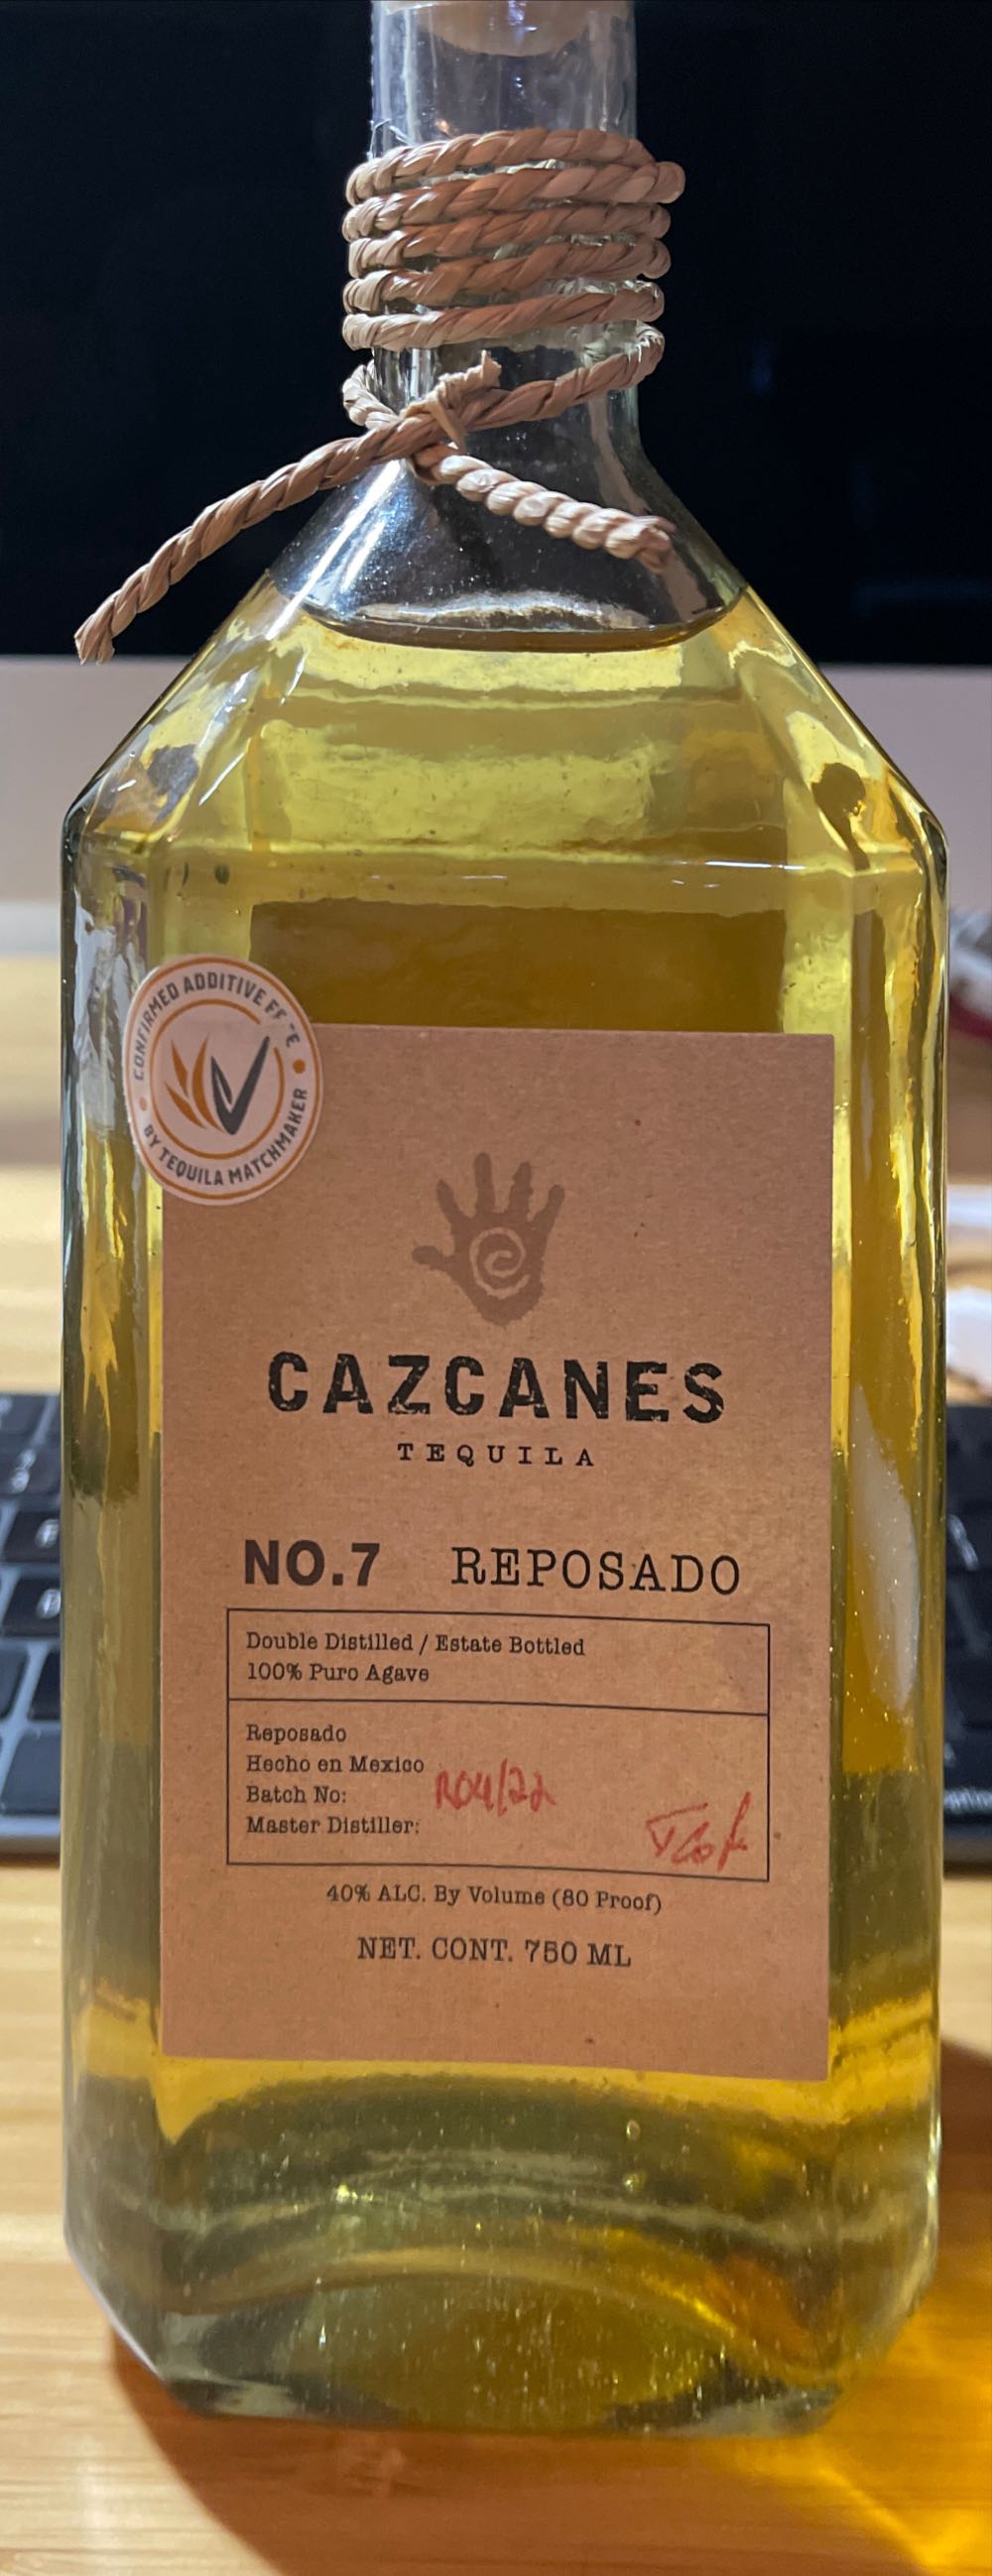 CONFIRMED ADDITIVE FREE
BY TEQUILA MATCHMAKER
CAZCANES
TEQUILA
NO.7 REPOSADO
Double Distilled / Estate Bottled
100% Puro Agave
Reposado
Hecho en Mexico
Batch No: R04/22
Master Distiller:
40% ALC. By Volume (80 Proof)
NET. CONT. 750 ML